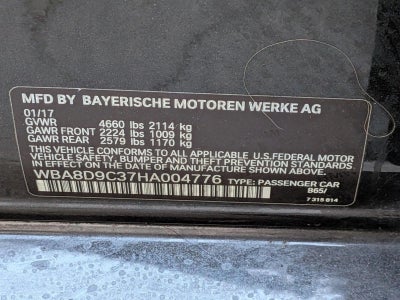 MFD BY BAYERISCHE MOTOREN WERKE AG
01/17
GVWR 4660 lbs 2114 kg
GAWR FRONT 2224 lbs 1009 kg
GAWR REAR 2579 lbs 1170 kg
THIS VEHICLE CONFORMS TO ALL APPLICABLE U.S.FEDERAL MOTOR
VEHICLE SAFETY, BUMPER, AND THEFT PREVENTION STANDARDS
IN EFFECT ON THE DATE OF MANUFACTURE SHOWN ABOVE.
WBA8D9C37HA004776 TYPE: PASSENGER CAR
865/
7 315 614